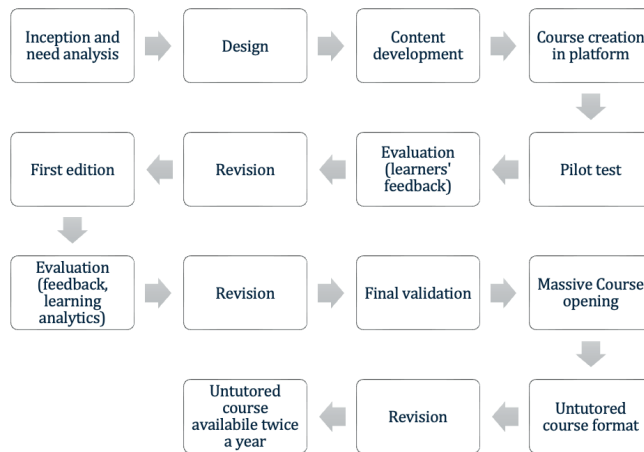 Inception and
need analysis
Design
Content
development
Course creation
in platform
Pilot test
Evaluation
(learners'
feedback)
Revision
First edition
Evaluation
(feedback,
learning
analytics)
Revision
Final validation
Massive Course
opening
Untutored
course format
Revision
Untutored
course
availabile twice
a year